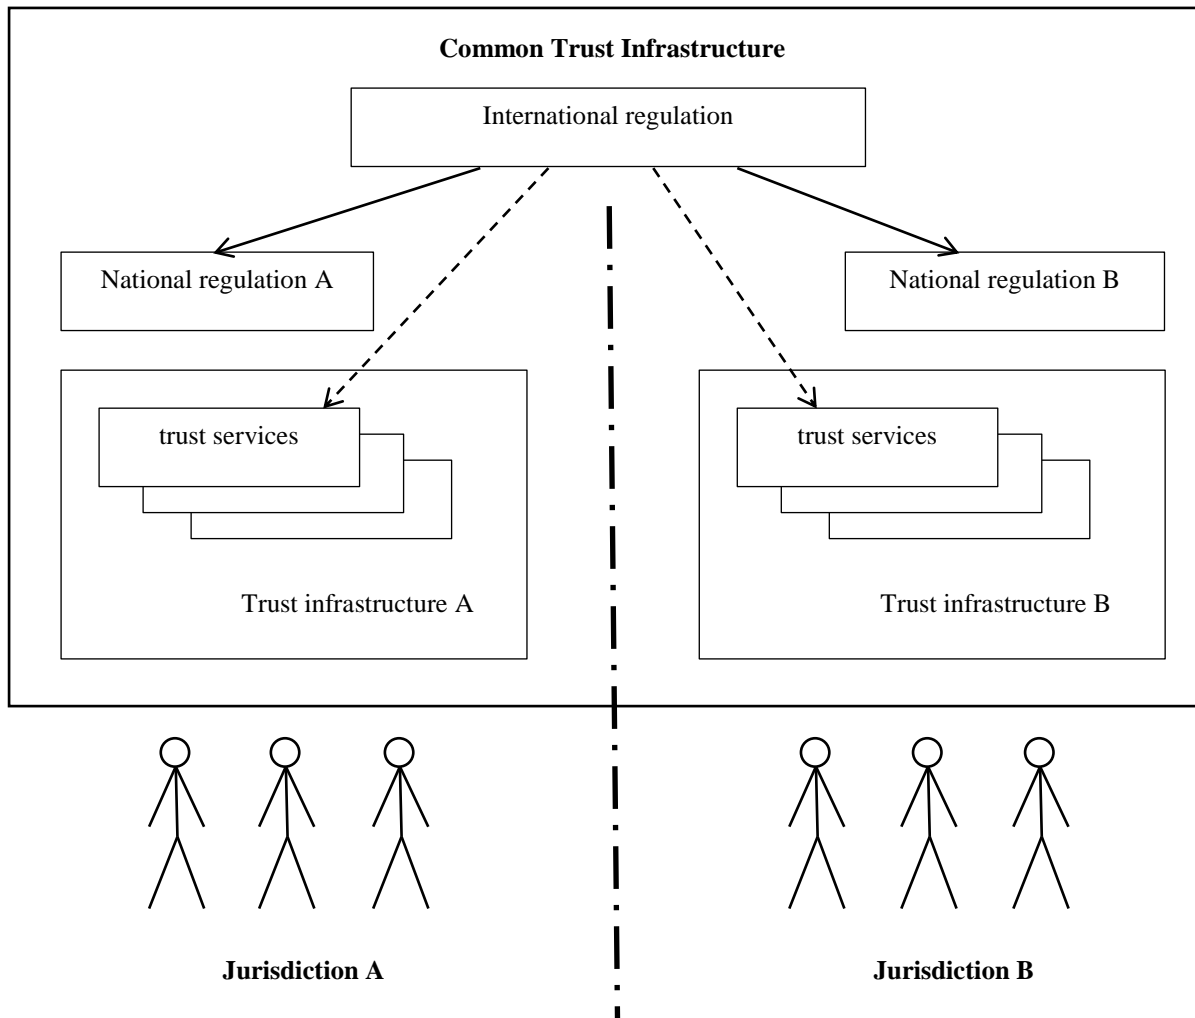 Common Trust Infrastructure
International regulation
National regulation A
National regulation B
trust services
trust services
Trust infrastructure A
Trust infrastructure B
Jurisdiction A
Jurisdiction B